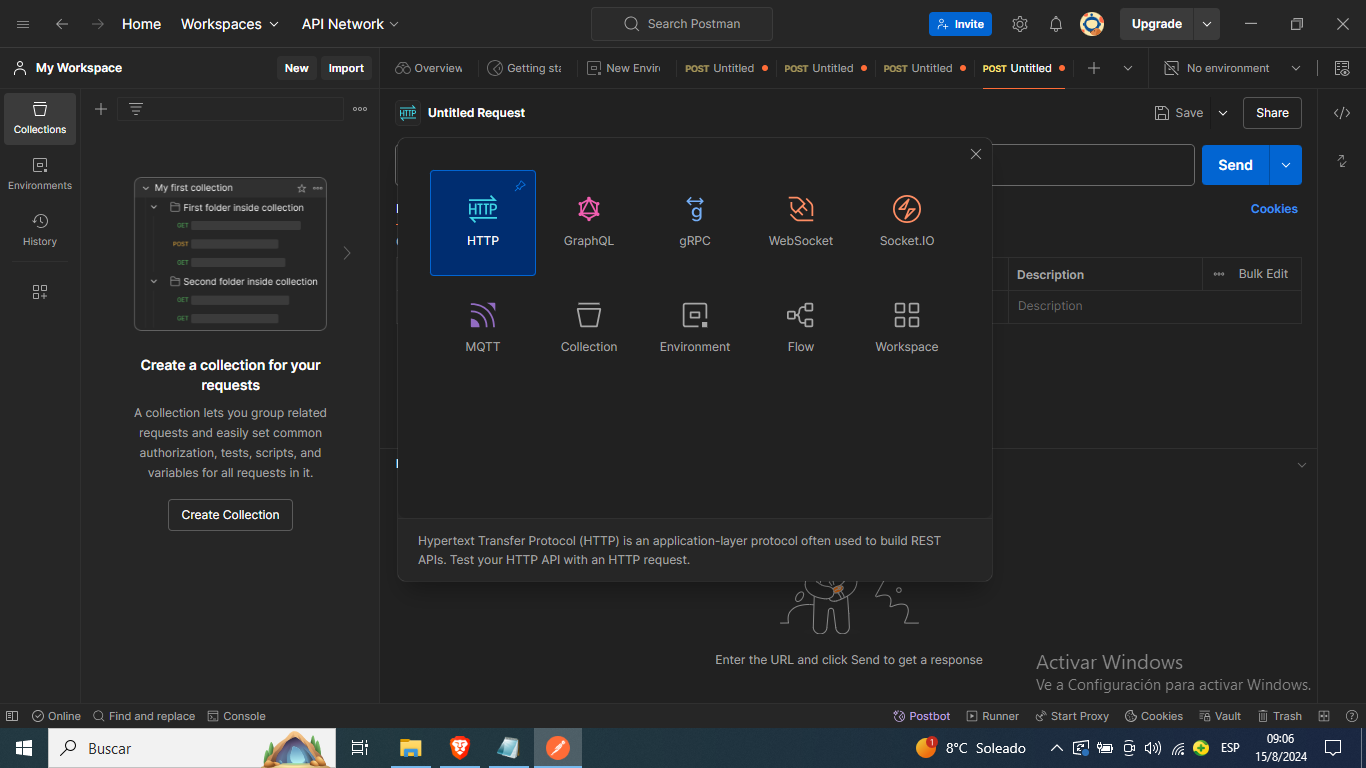 Home Workspaces API Network Search Postman Invite Upgrade
My Workspace New Import Overview Getting sta New Envir POST Untitled POST Untitled POST Untitled POST Untitled No environment
Collections
Environments
History
My first collection
First folder inside collection
GET
POST
GET
Second folder inside collection
GET
GET
Create a collection for your
requests
A collection lets you group related
requests and easily set common
authorization, tests, scripts, and
variables for all requests in it.
Create Collection
HTTP Untitled Request Save Share
Send
Cookies
Description Bulk Edit
Description
HTTP
HTTP GraphQL gRPC WebSocket Socket.IO
MQTT Collection Environment Flow Workspace
Hypertext Transfer Protocol (HTTP) is an application-layer protocol often used to build REST
APIs. Test your HTTP API with an HTTP request.
Enter the URL and click Send to get a response
Activar Windows
Ve a Configuración para activar Windows.
Online Find and replace Console Postbot Runner Start Proxy Cookies Vault Trash
Buscar 1 8°C Soleado ESP 09:06
15/8/2024